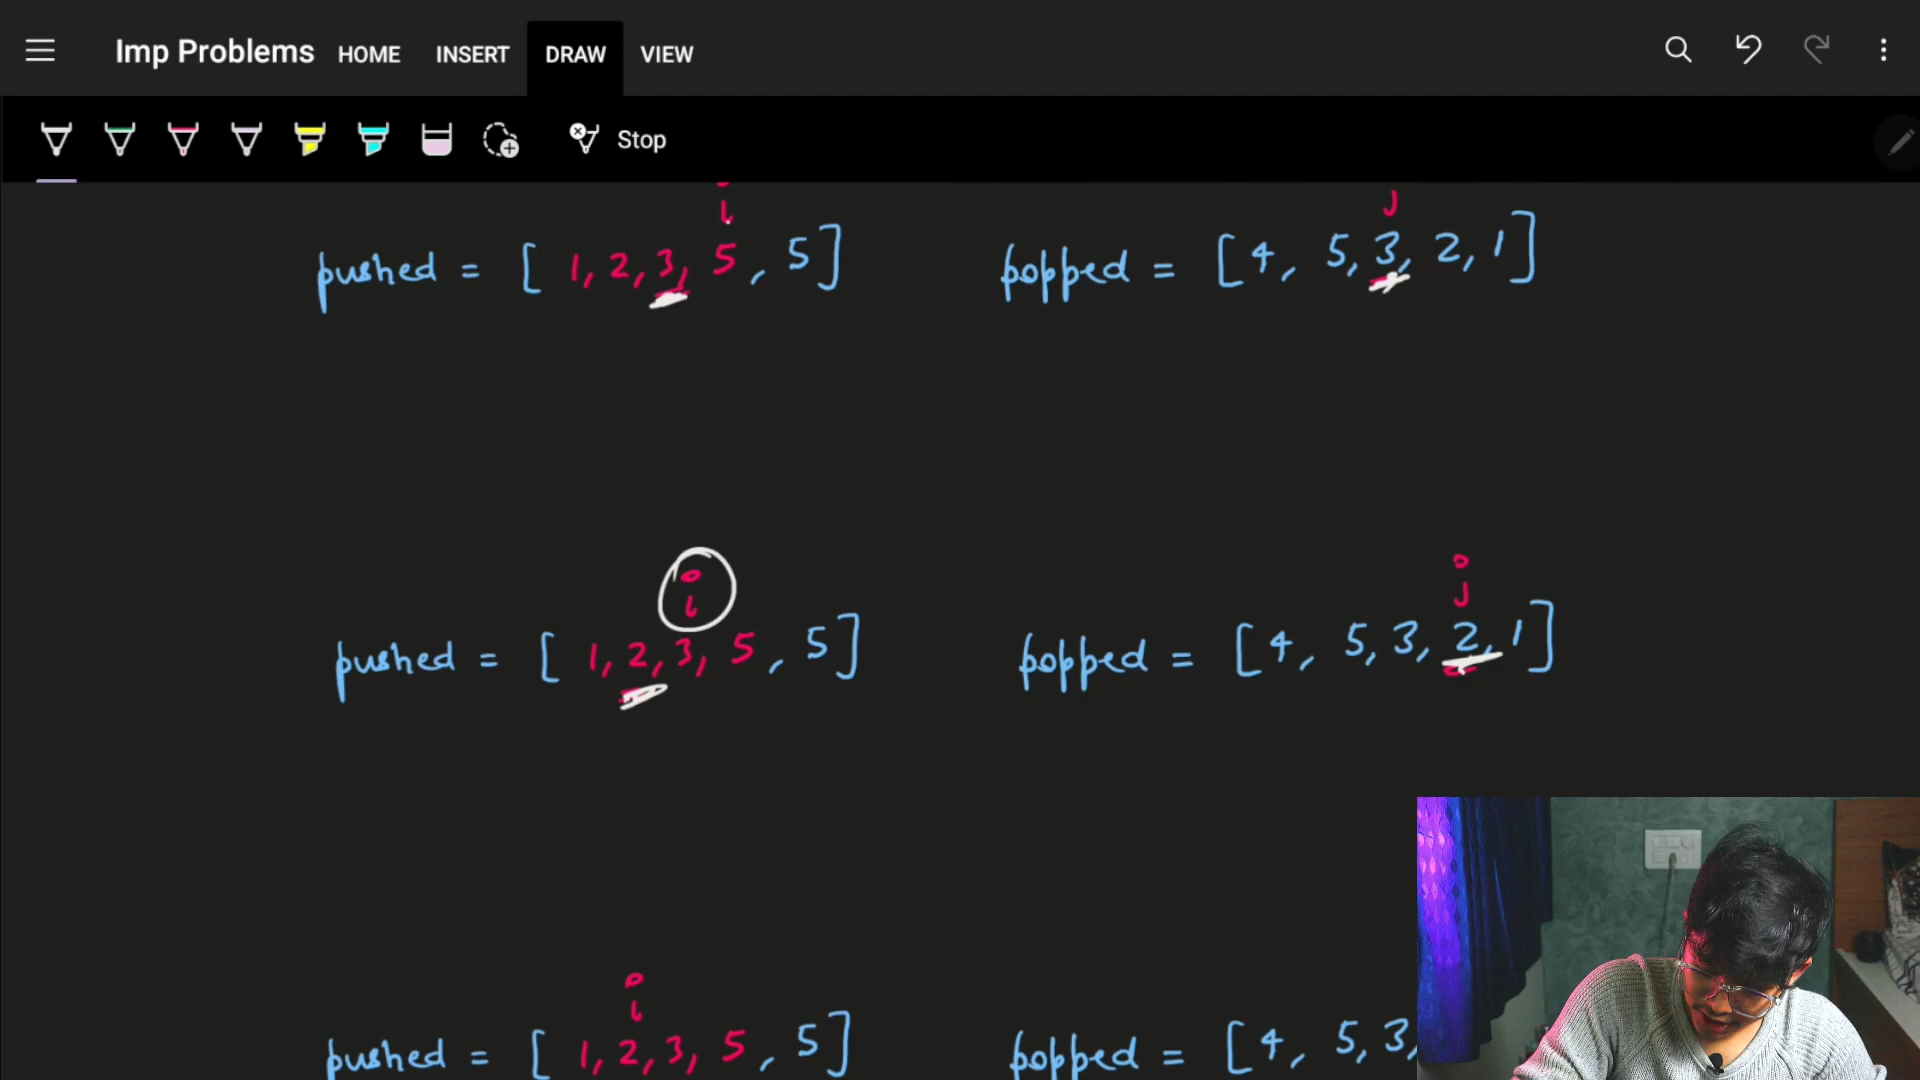 Imp Problems HOME INSERT DRAW VIEW
Stop
i J
pushed = [ 1, 2, 3, 5 , 5 ] popped = [ 4, 5, 3, 2, 1 ]
i J
pushed = [ 1, 2, 3, 5 , 5 ] popped = [ 4, 5, 3, 2, 1 ]
i
pushed = [ 1, 2, 3, 5 , 5 ] popped = [ 4, 5, 3,